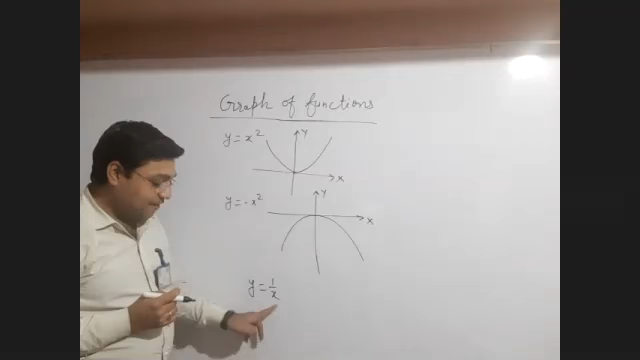 Graph of functions
y = x²
Y
X
y = -x²
Y
X
y = 1/x